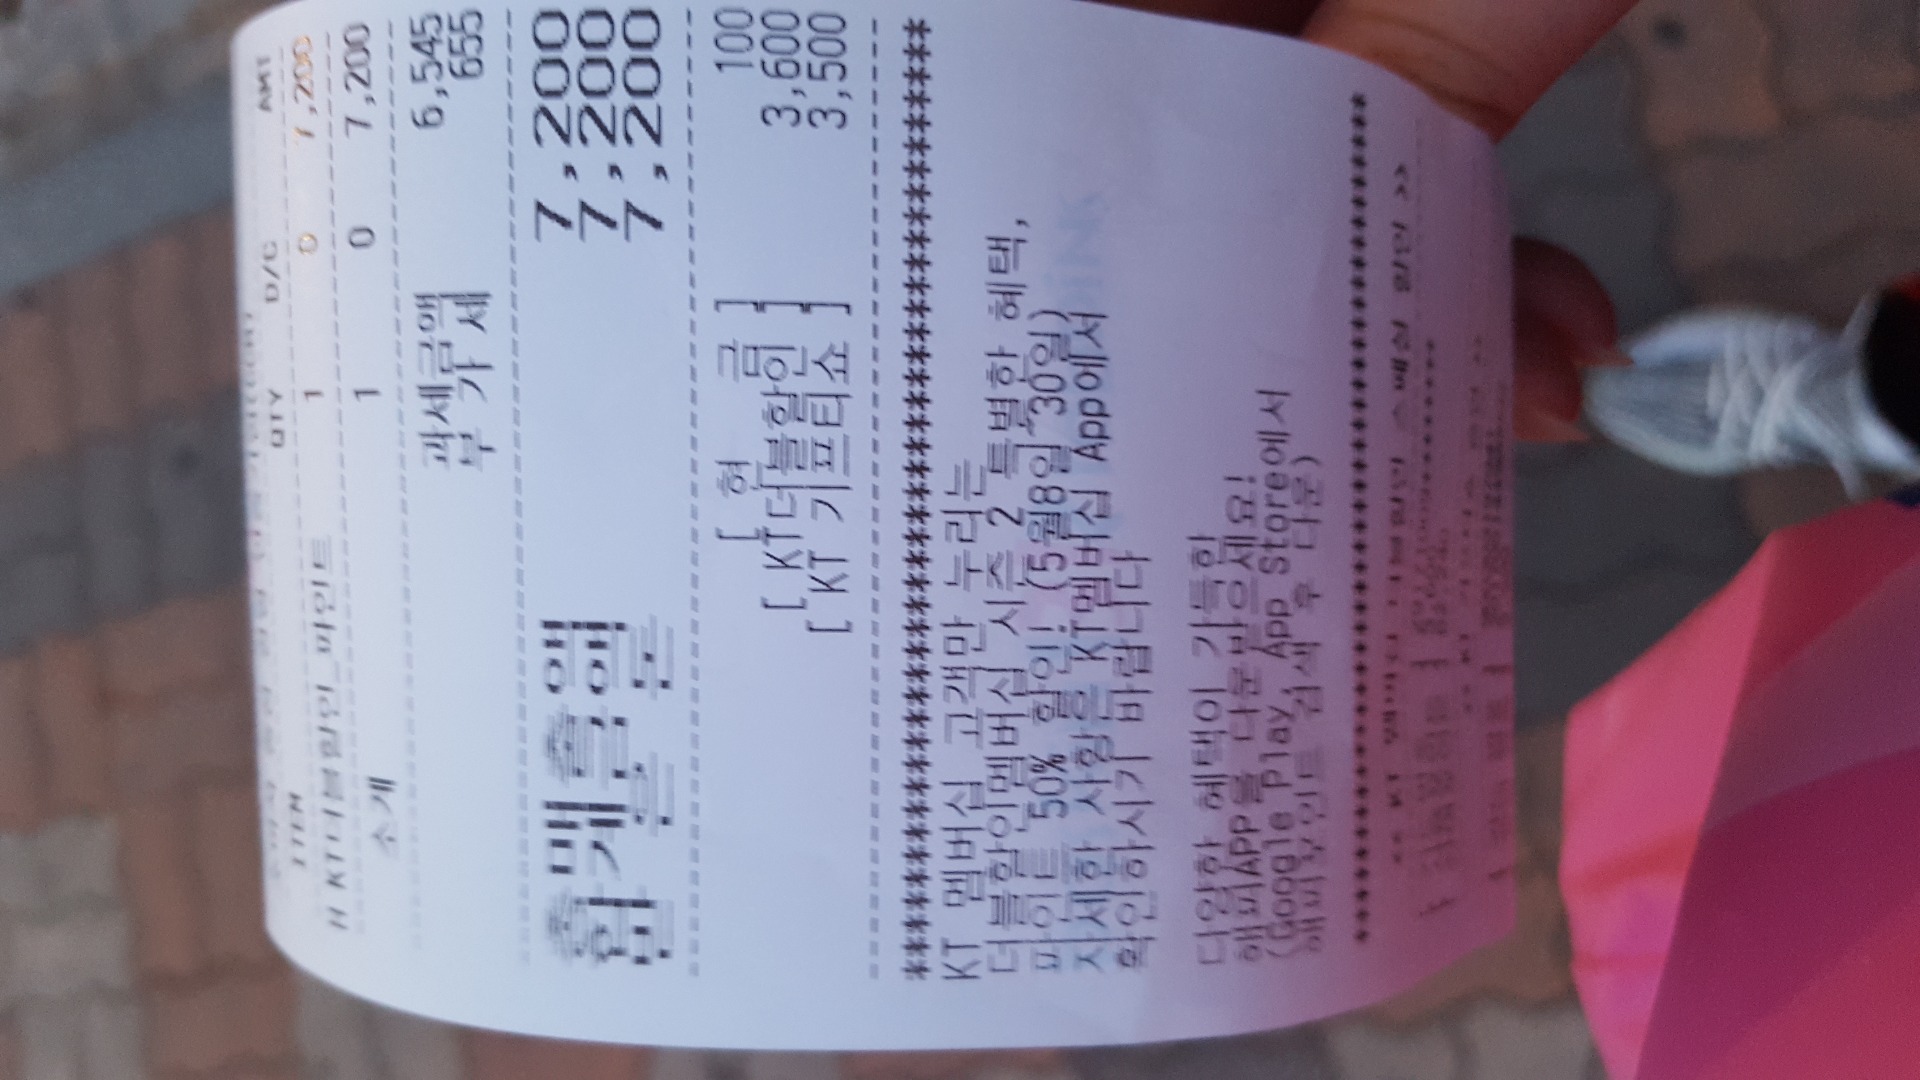 ITEM QTY D/C AMT
H KT더블할인_파인트 1 0 7,200
소계 1 0 7,200
과세금액 6,545
부 가 세 655
총매출액 7,200
합계금액 7,200
받 은 돈 7,200
[ 현 금 ] 100
[ KT더블할인 ] 3,600
[ KT 기프티쇼 ] 3,500
KT 멤버십 고객만 누리는
더블할인멤버십 시즌 2 특별한 혜택,
파인트 50% 할인! (5월8일~30일)
자세한 사항은 KT멤버십 App에서
확인하시기 바랍니다
다양한 혜택이 가득한
해피APP을 다운받으세요!
(Google Play, App Store에서
해피포인트 검색 후 다운)